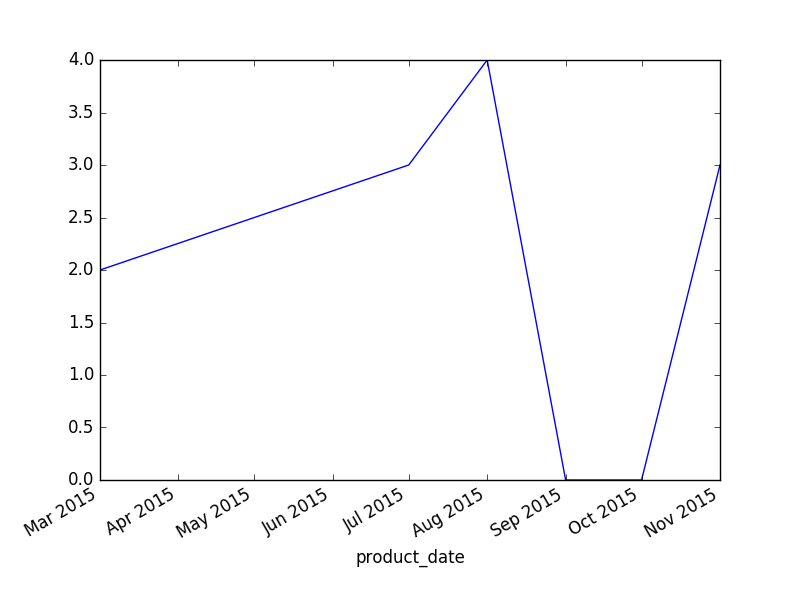 4.0
3.5
3.0
2.5
2.0
1.5
1.0
0.5
0.0
Mar 2015
Apr 2015
May 2015
Jun 2015
Jul 2015
Aug 2015
Sep 2015
Oct 2015
Nov 2015
product_date